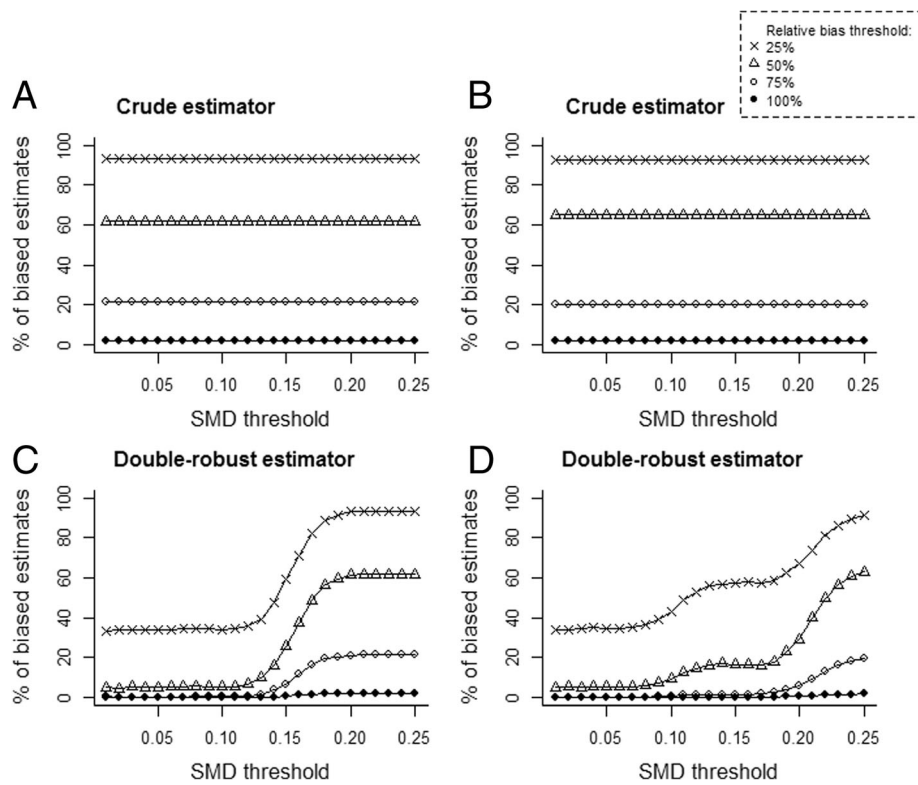 Relative bias threshold:
25%
50%
75%
100%
A
Crude estimator
% of biased estimates
0 20 40 60 80 100
0.05 0.10 0.15 0.20 0.25
SMD threshold
B
Crude estimator
% of biased estimates
0 20 40 60 80 100
0.05 0.10 0.15 0.20 0.25
SMD threshold
C
Double-robust estimator
% of biased estimates
0 20 40 60 80 100
0.05 0.10 0.15 0.20 0.25
SMD threshold
D
Double-robust estimator
% of biased estimates
0 20 40 60 80 100
0.05 0.10 0.15 0.20 0.25
SMD threshold